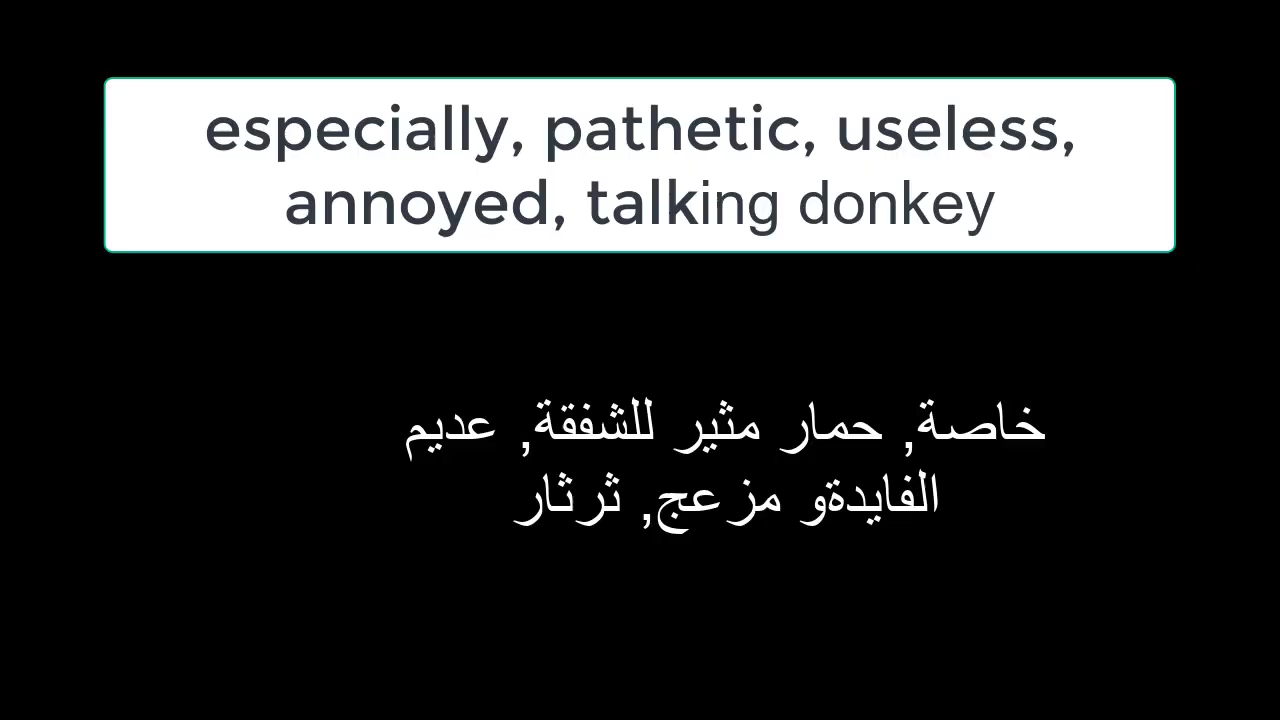 especially, pathetic, useless,
annoyed, talking donkey
خاصة, حمار مثير للشفقة, عديم
الفايدةو مزعج, ثرثار